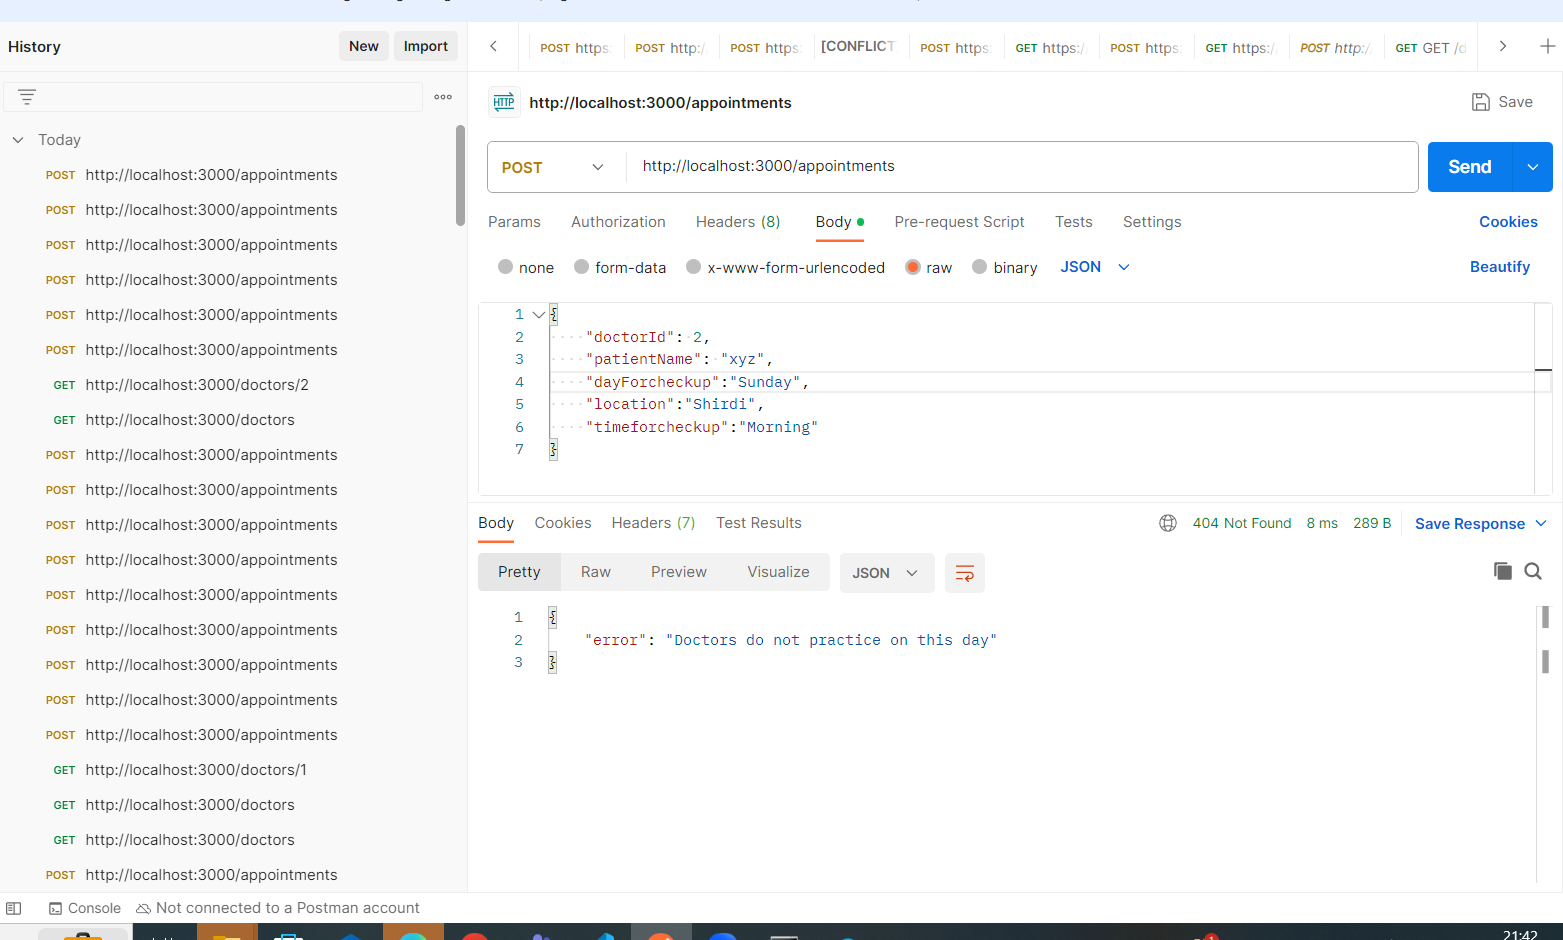 History
New
Import
POST https:
POST http:/
POST https:
[CONFLICT
POST https:
GET https:/
POST https:
GET https:/
POST http:/
GET GET /d
HTTP
http://localhost:3000/appointments
Save
Today
POST http://localhost:3000/appointments
POST http://localhost:3000/appointments
POST http://localhost:3000/appointments
POST http://localhost:3000/appointments
POST http://localhost:3000/appointments
POST http://localhost:3000/appointments
GET http://localhost:3000/doctors/2
GET http://localhost:3000/doctors
POST http://localhost:3000/appointments
POST http://localhost:3000/appointments
POST http://localhost:3000/appointments
POST http://localhost:3000/appointments
POST http://localhost:3000/appointments
POST http://localhost:3000/appointments
POST http://localhost:3000/appointments
POST http://localhost:3000/appointments
POST http://localhost:3000/appointments
GET http://localhost:3000/doctors/1
GET http://localhost:3000/doctors
GET http://localhost:3000/doctors
POST http://localhost:3000/appointments
POST
http://localhost:3000/appointments
Send
Params
Authorization
Headers (8)
Body
Pre-request Script
Tests
Settings
Cookies
none
form-data
x-www-form-urlencoded
raw
binary
JSON
Beautify
1 {
2 "doctorId": 2,
3 "patientName": "xyz",
4 "dayForcheckup":"Sunday",
5 "location":"Shirdi",
6 "timeforcheckup":"Morning"
7 }
Body
Cookies
Headers (7)
Test Results
404 Not Found
8 ms
289 B
Save Response
Pretty
Raw
Preview
Visualize
JSON
1 {
2 "error": "Doctors do not practice on this day"
3 }
Console
Not connected to a Postman account
1
21:42